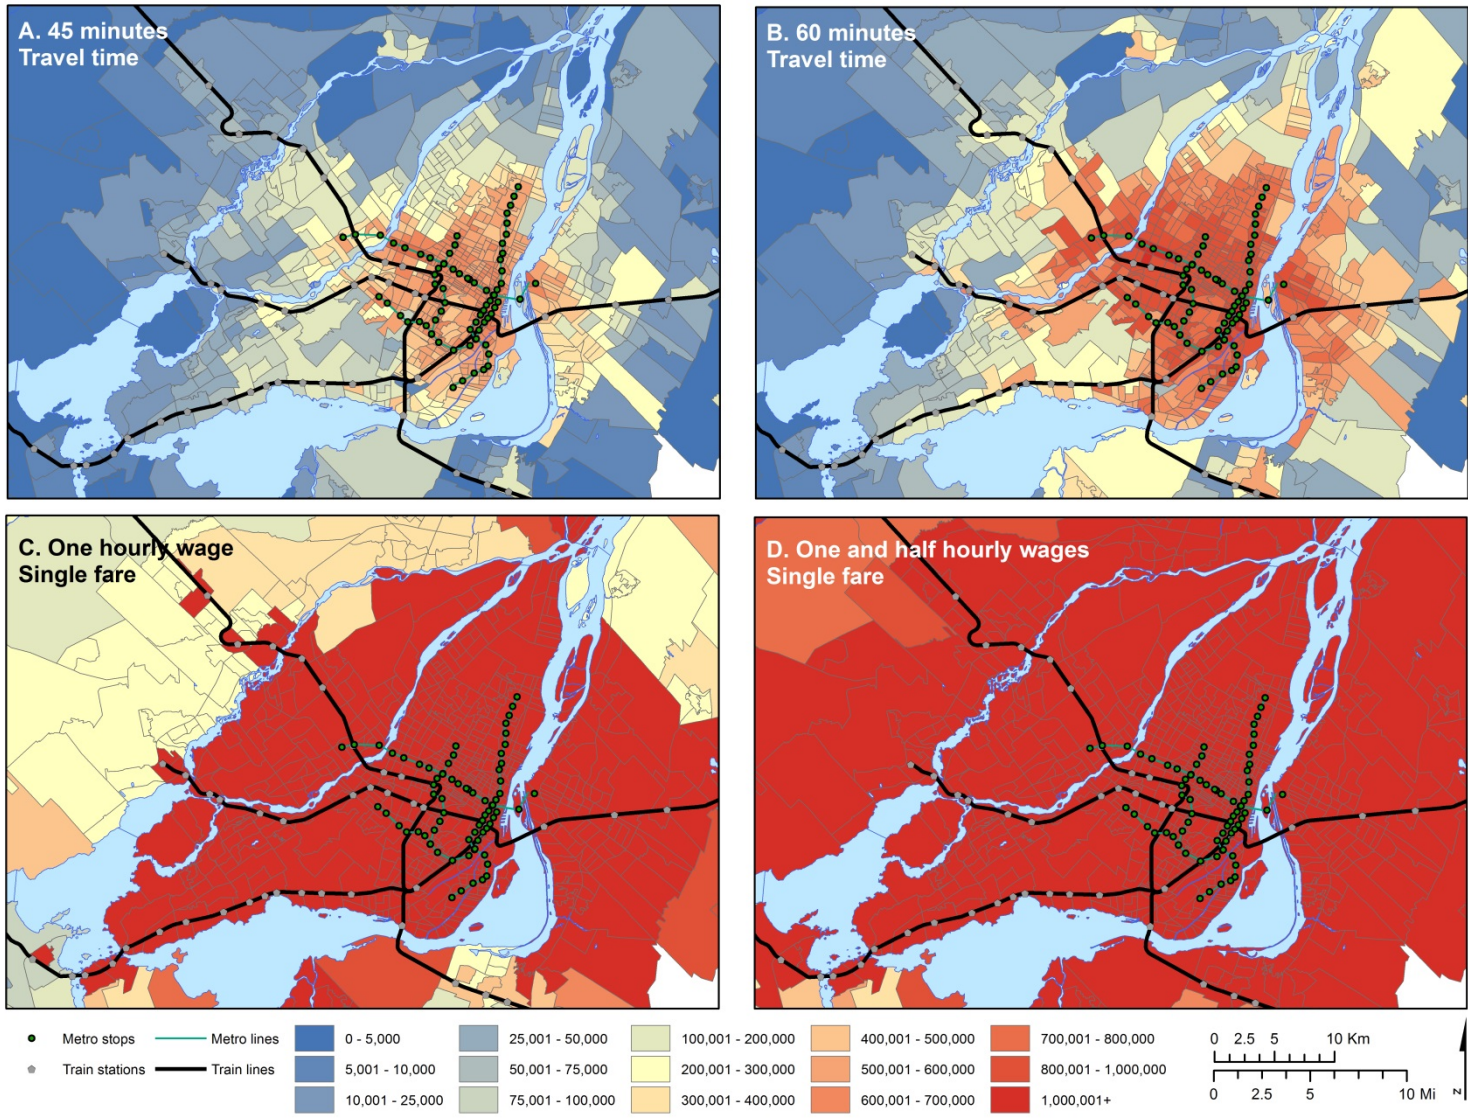 A. 45 minutes
Travel time
B. 60 minutes
Travel time
C. One hourly wage
Single fare
D. One and half hourly wages
Single fare
Metro stops
Metro lines
Train stations
Train lines
0 - 5,000
5,001 - 10,000
10,001 - 25,000
25,001 - 50,000
50,001 - 75,000
75,001 - 100,000
100,001 - 200,000
200,001 - 300,000
300,001 - 400,000
400,001 - 500,000
500,001 - 600,000
600,001 - 700,000
700,001 - 800,000
800,001 - 1,000,000
1,000,001+
0 2.5 5 10 Km
0 2.5 5 10 Mi
N